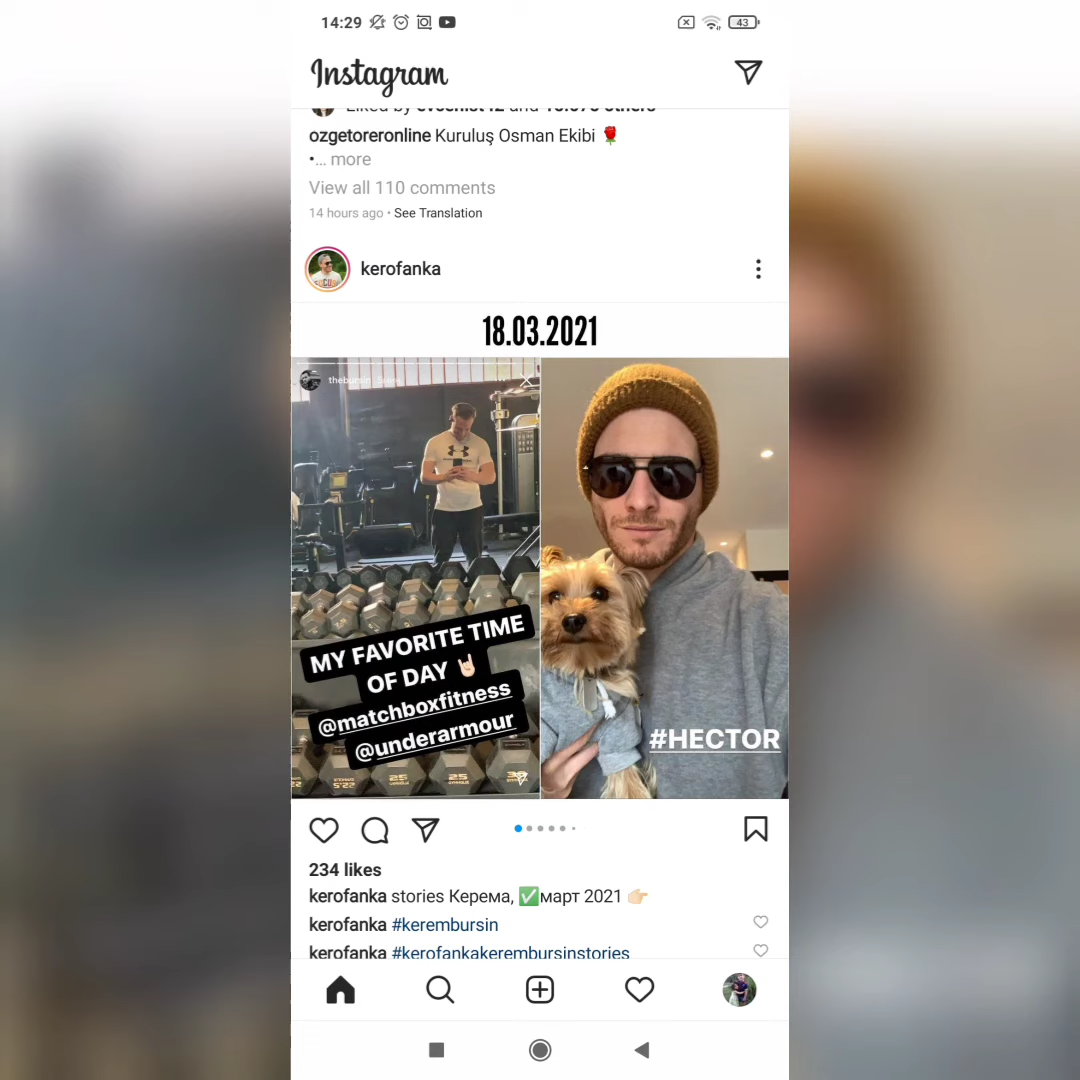 14:29
43
Instagram
ozgetoreronline Kuruluş Osman Ekibi 🌹
•... more
View all 110 comments
14 hours ago • See Translation
kerofanka
18.03.2021
MY FAVORITE TIME
OF DAY 🤘🏻
@matchboxfitness
@underarmour
25
25
#HECTOR
234 likes
kerofanka stories Керема, ✅март 2021 👉🏻
kerofanka #kerembursin
kerofanka #kerofankakerembursinstories